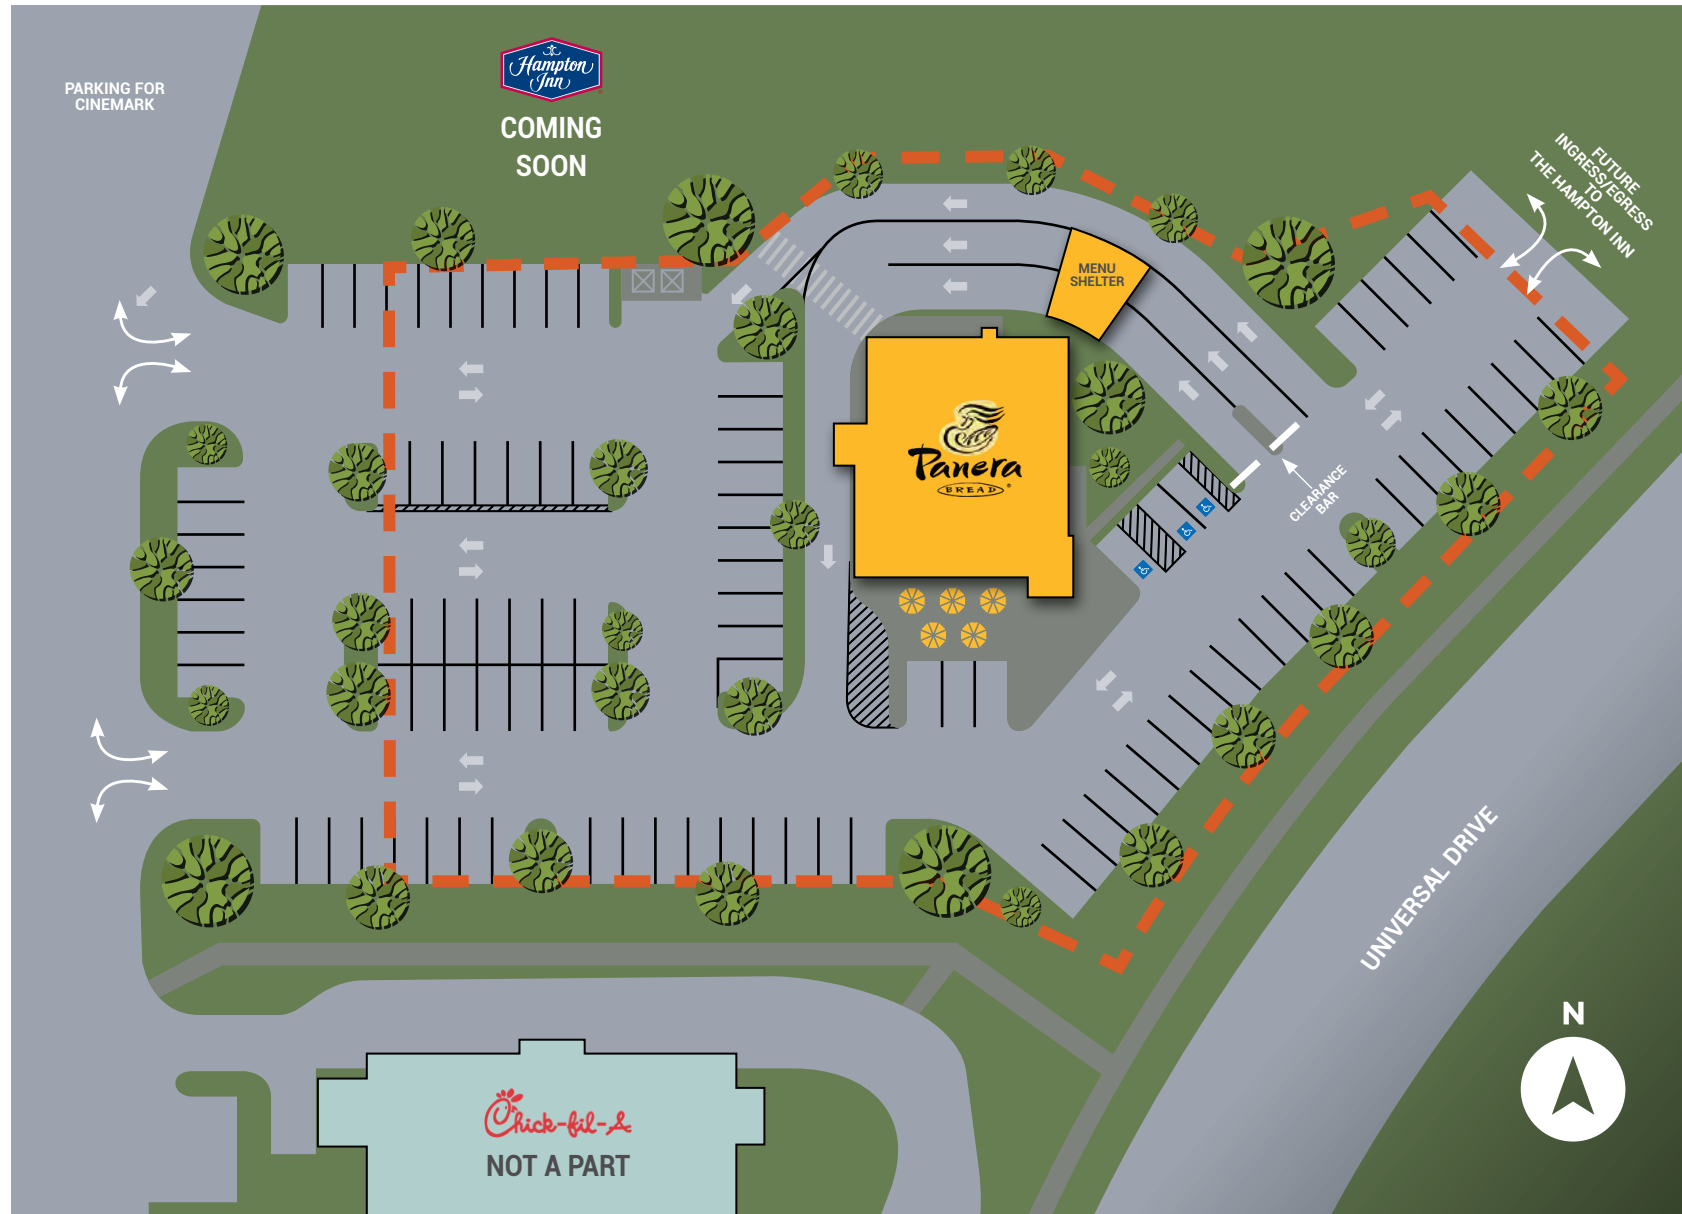 PARKING FOR
CINEMARK
Hampton
Inn
COMING
SOON
FUTURE
INGRESS/EGRESS
TO
THE HAMPTON INN
MENU
SHELTER
Panera
BREAD®
CLEARANCE
BAR
UNIVERSAL DRIVE
N
Chick-fil-A
NOT A PART